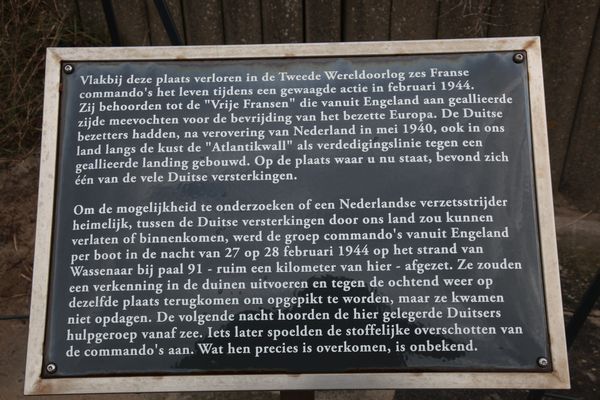 Vlakbij deze plaats verloren in de Tweede Wereldoorlog zes Franse
commando's het leven tijdens een gewaagde actie in februari 1944.
Zij behoorden tot de "Vrije Fransen" die vanuit Engeland aan geallieerde
zijde meevochten voor de bevrijding van het bezette Europa. De Duitse
bezetters hadden, na verovering van Nederland in mei 1940, ook in ons
land langs de kust de "Atlantikwall" als verdedigingslinie tegen een
geallieerde landing gebouwd. Op de plaats waar u nu staat, bevond zich
één van de vele Duitse versterkingen.
Om de mogelijkheid te onderzoeken of een Nederlandse verzetsstrijder
heimelijk, tussen de Duitse versterkingen door ons land zou kunnen
verlaten of binnenkomen, werd de groep commando's vanuit Engeland
per boot in de nacht van 27 op 28 februari 1944 op het strand van
Wassenaar bij paal 91 - ruim een kilometer van hier - afgezet. Ze zouden
een verkenning in de duinen uitvoeren en tegen de ochtend weer op
dezelfde plaats terugkomen om opgepikt te worden, maar ze kwamen
niet opdagen. De volgende nacht hoorden de hier gelegerde Duitsers
hulpgeroep vanaf zee. Iets later spoelden de stoffelijke overschotten van
de commando's aan. Wat hen precies is overkomen, is onbekend.